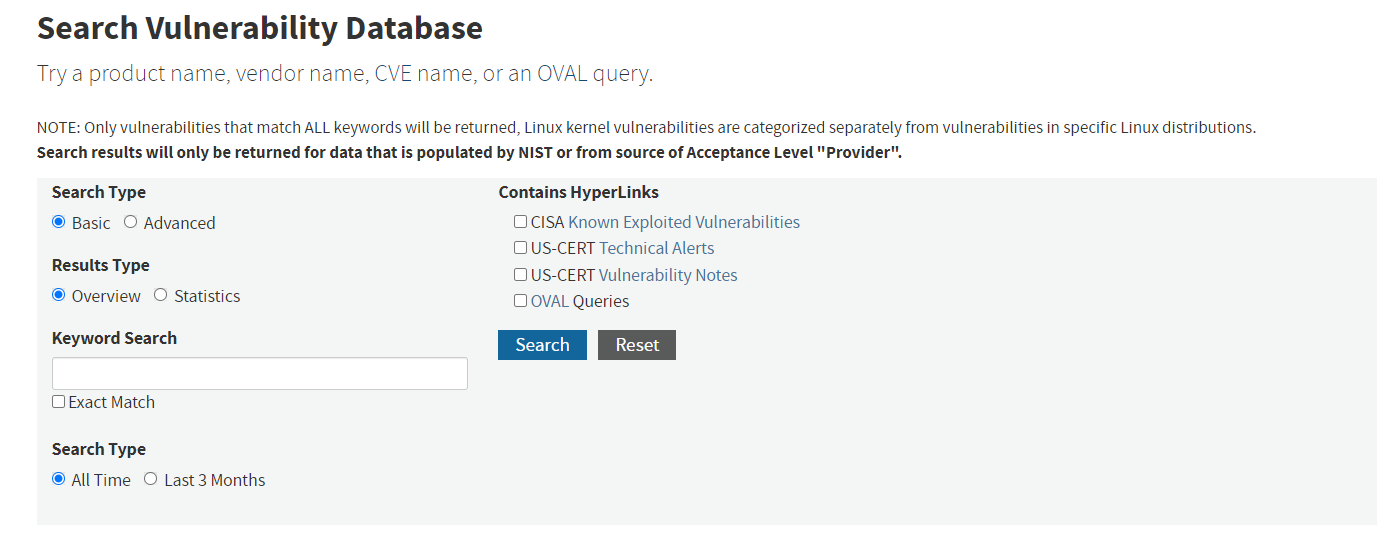 Search Vulnerability Database
Try a product name, vendor name, CVE name, or an OVAL query.
NOTE: Only vulnerabilities that match ALL keywords will be returned, Linux kernel vulnerabilities are categorized separately from vulnerabilities in specific Linux distributions.
Search results will only be returned for data that is populated by NIST or from source of Acceptance Level "Provider".
Search Type
Basic Advanced
Results Type
Overview Statistics
Keyword Search
Exact Match
Search Type
All Time Last 3 Months
Contains HyperLinks
CISA Known Exploited Vulnerabilities
US-CERT Technical Alerts
US-CERT Vulnerability Notes
OVAL Queries
Search Reset